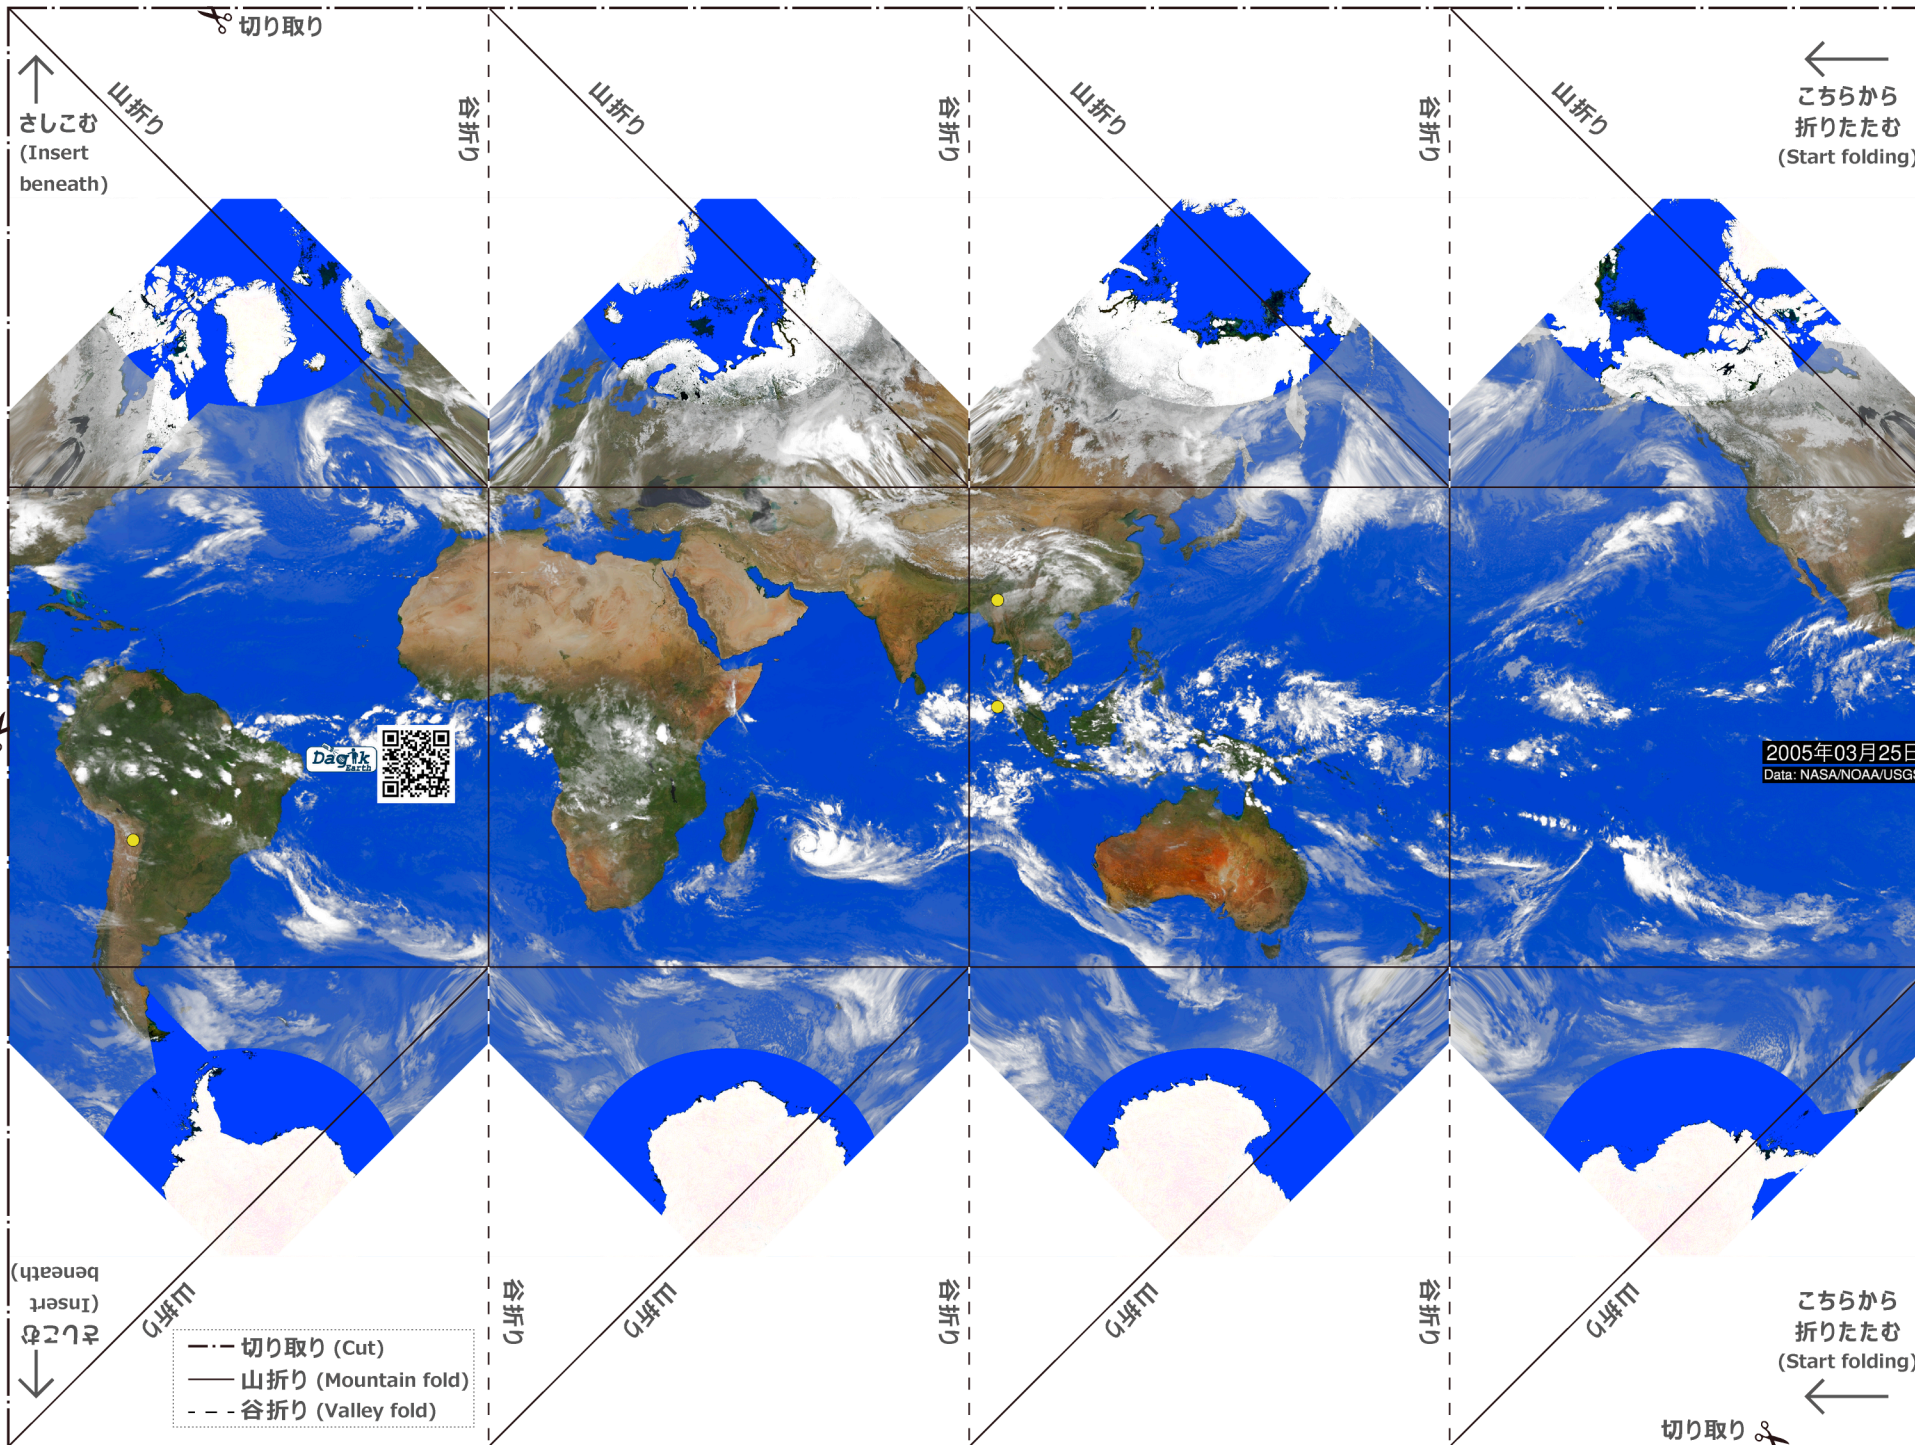 切り取り
山折り
谷折り
山折り
谷折り
山折り
谷折り
山折り
さしこむ
(Insert
beneath)
こちらから
折りたたむ
(Start folding)
Dagik
Earth
2005年03月25日
Data: NASA/NOAA/USGS
さしこむ
(Insert
beneath)
山折り
谷折り
山折り
谷折り
山折り
谷折り
山折り
こちらから
折りたたむ
(Start folding)
切り取り (Cut)
山折り (Mountain fold)
谷折り (Valley fold)
切り取り